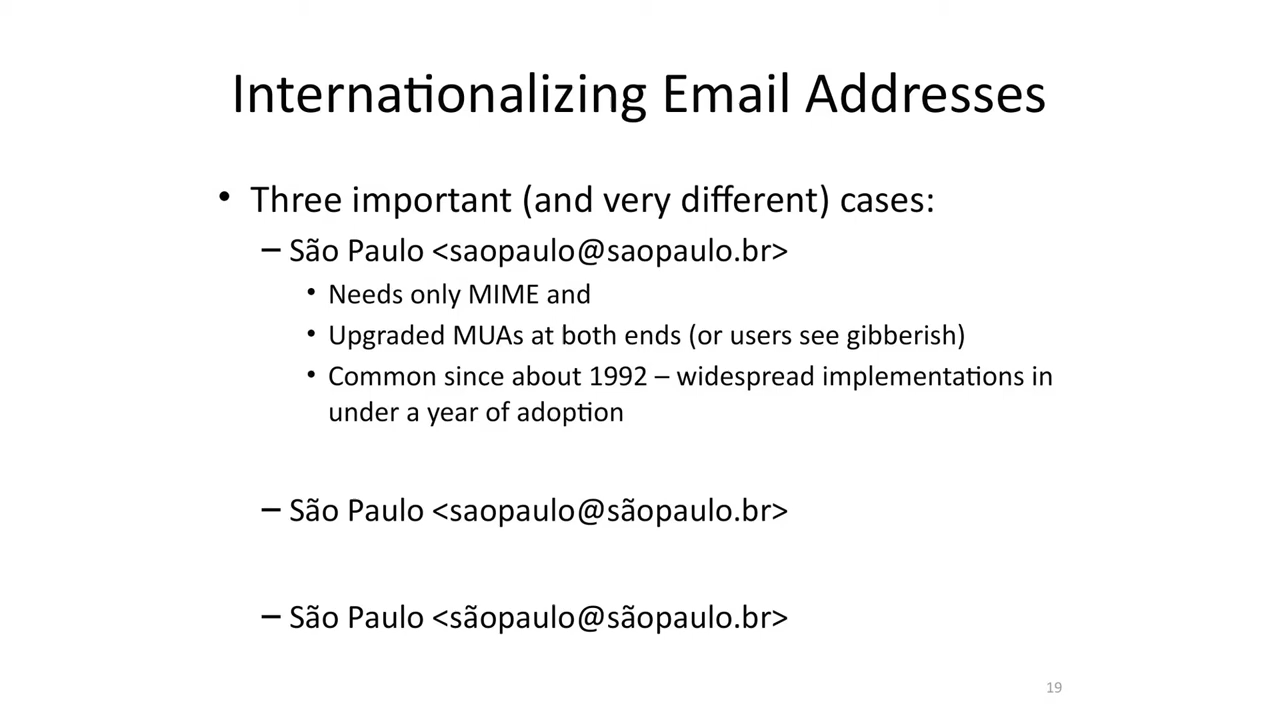 Internationalizing Email Addresses
• Three important (and very different) cases:
– São Paulo <saopaulo@saopaulo.br>
• Needs only MIME and
• Upgraded MUAs at both ends (or users see gibberish)
• Common since about 1992 – widespread implementations in
under a year of adoption
– São Paulo <saopaulo@sãopaulo.br>
– São Paulo <sãopaulo@sãopaulo.br>
19